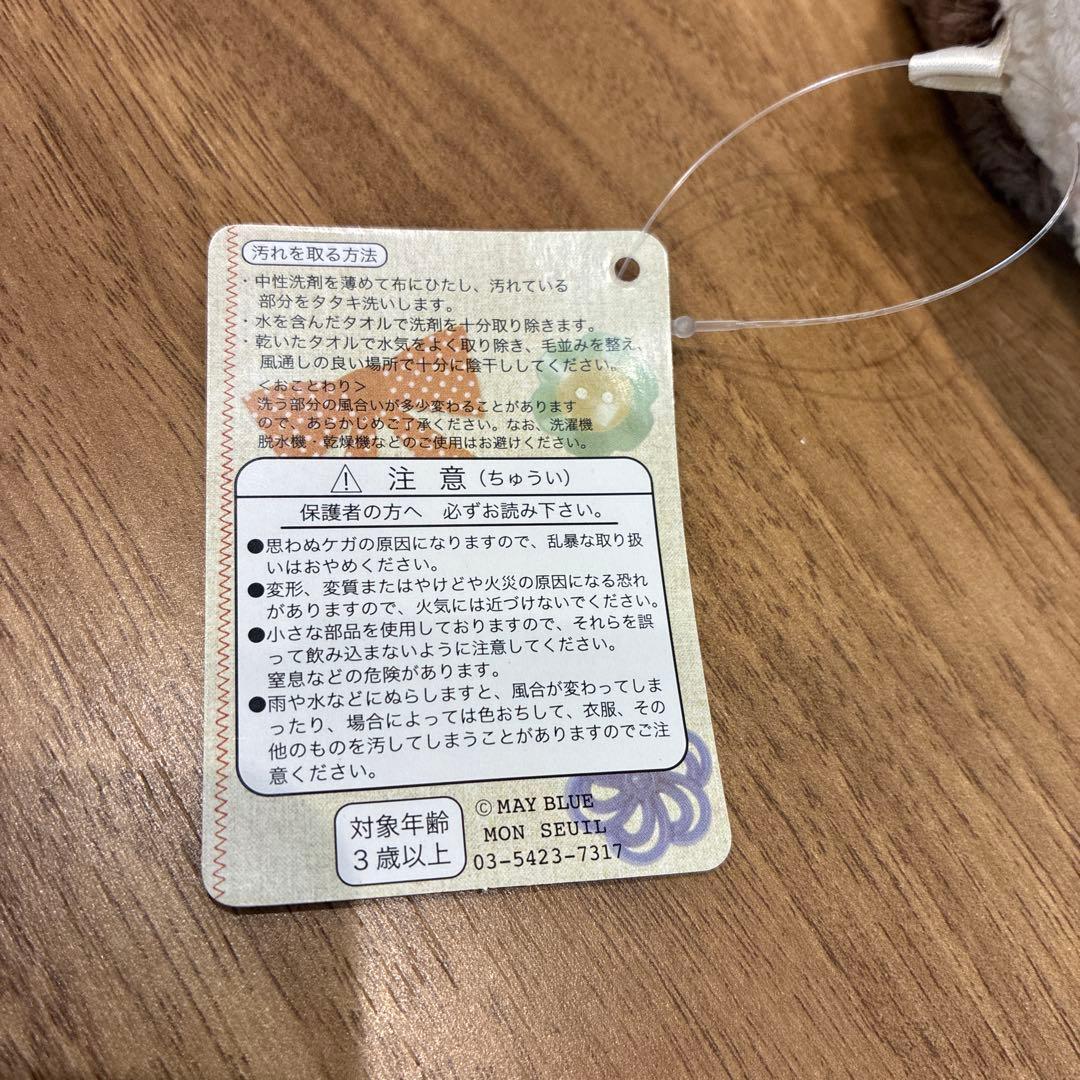 汚れを取る方法
・中性洗剤を薄めて布にひたし、汚れている
部分をタタキ洗いします。
・水を含んだタオルで洗剤を十分取り除きます。
・乾いたタオルで水気をよく取り除き、毛並みを整え、
風通しの良い場所で十分に陰干ししてください。
<おことわり>
洗う部分の風合いが多少変わることがあります
ので、あらかじめご了承ください。なお、洗濯機
脱水機・乾燥機などのご使用はお避けください。
⚠ 注意(ちゅうい)
保護者の方へ 必ずお読み下さい。
●思わぬケガの原因になりますので、乱暴な取り扱
いはおやめください。
●変形、変質またはやけどや火災の原因になる恐れ
がありますので、火気には近づけないでください。
●小さな部品を使用しておりますので、それらを誤
って飲み込まないように注意してください。
窒息などの危険があります。
●雨や水などにぬらしますと、風合が変わってしま
ったり、場合によっては色おちして、衣服、その
他のものを汚してしまうことがありますのでご注
意ください。
対象年齢
3歳以上
©MAY BLUE
MON SEUIL
03-5423-7317